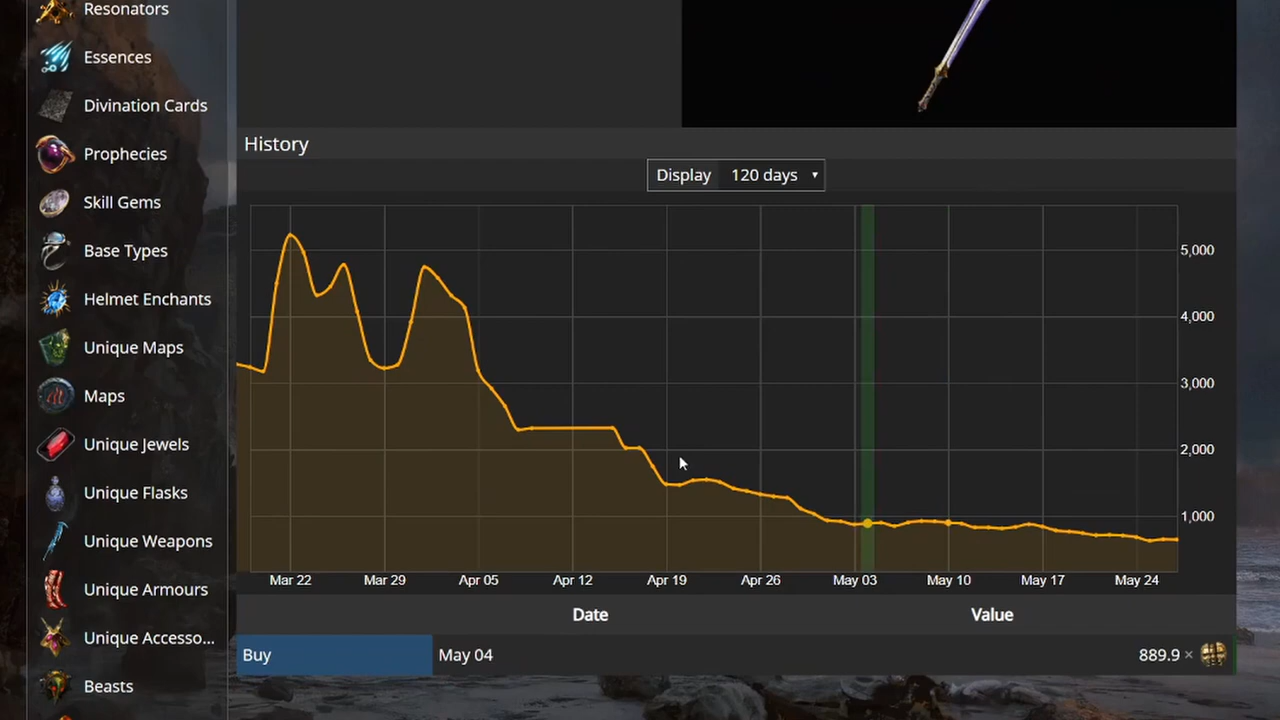 Resonators
Essences
Divination Cards
Prophecies
Skill Gems
Base Types
Helmet Enchants
Unique Maps
Maps
Unique Jewels
Unique Flasks
Unique Weapons
Unique Armours
Unique Accesso...
Beasts
History
Display 120 days
5,000
4,000
3,000
2,000
1,000
Mar 22 Mar 29 Apr 05 Apr 12 Apr 19 Apr 26 May 03 May 10 May 17 May 24
Date Value
Buy May 04 889.9 ×